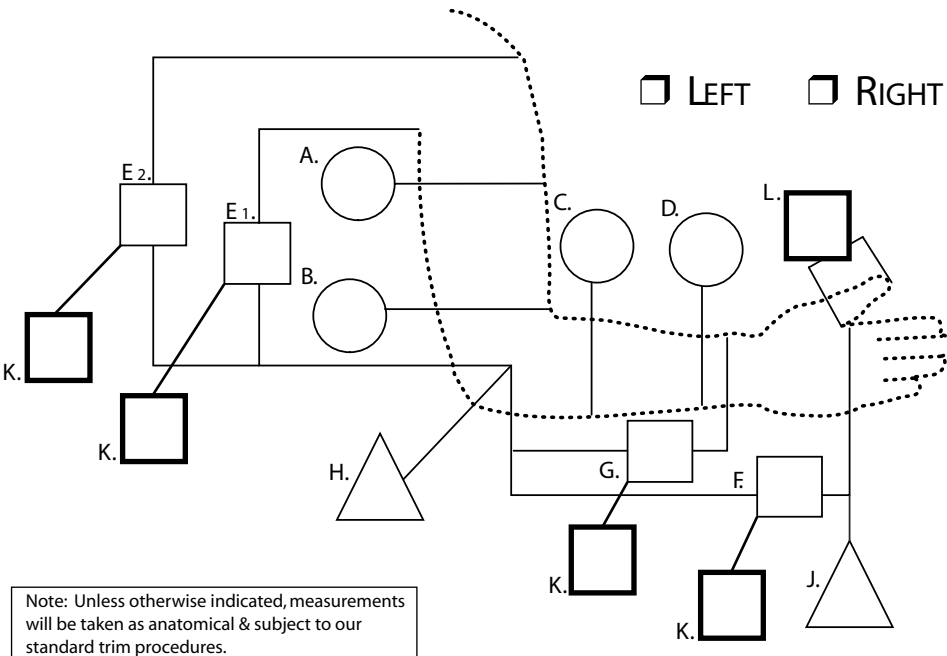 LEFT RIGHT
E 2.
A.
L.
C.
D.
E 1.
B.
K.
K.
H.
G.
F.
K.
J.
K.
Note: Unless otherwise indicated, measurements
will be taken as anatomical & subject to our
standard trim procedures.